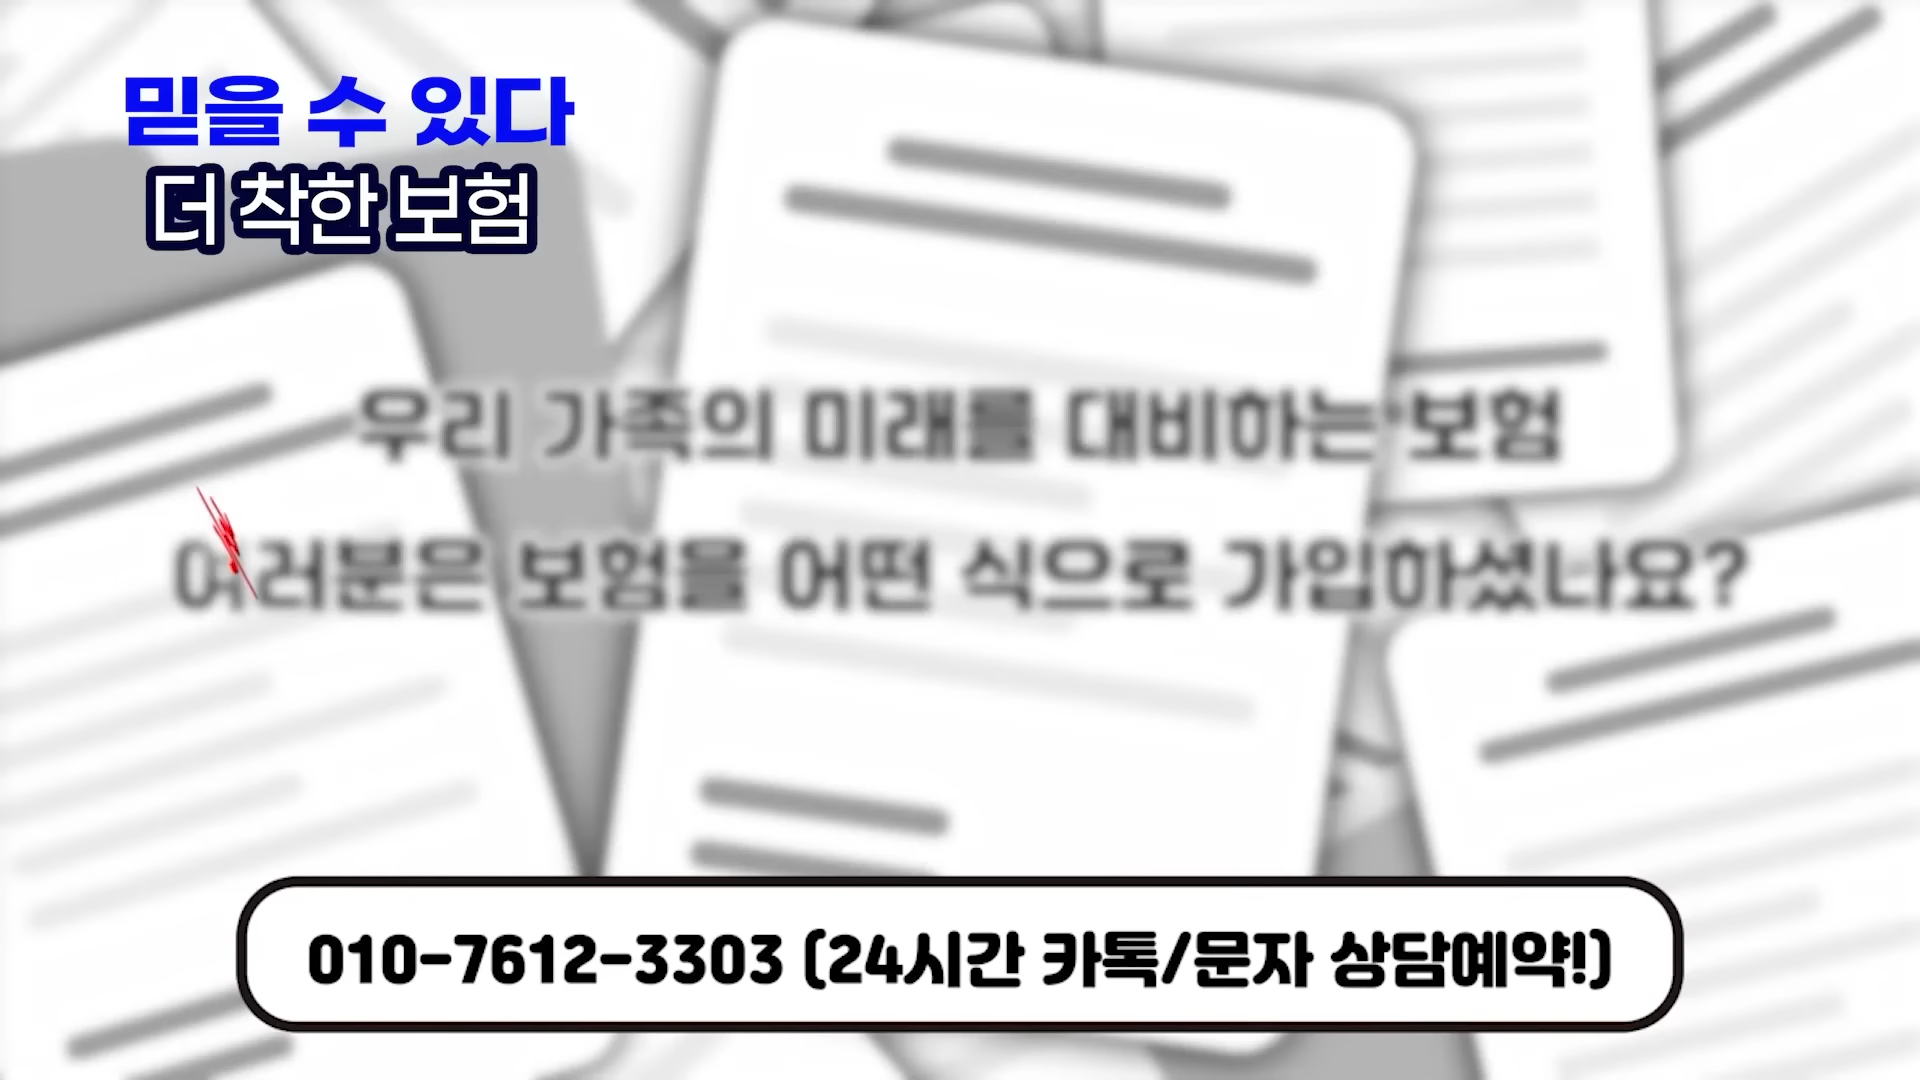 믿을 수 있다
더 착한 보험
우리 가족의 미래를 대비하는 보험
여러분은 보험을 어떤 식으로 가입하셨나요?
010-7612-3303 (24시간 카톡/문자 상담예약!)